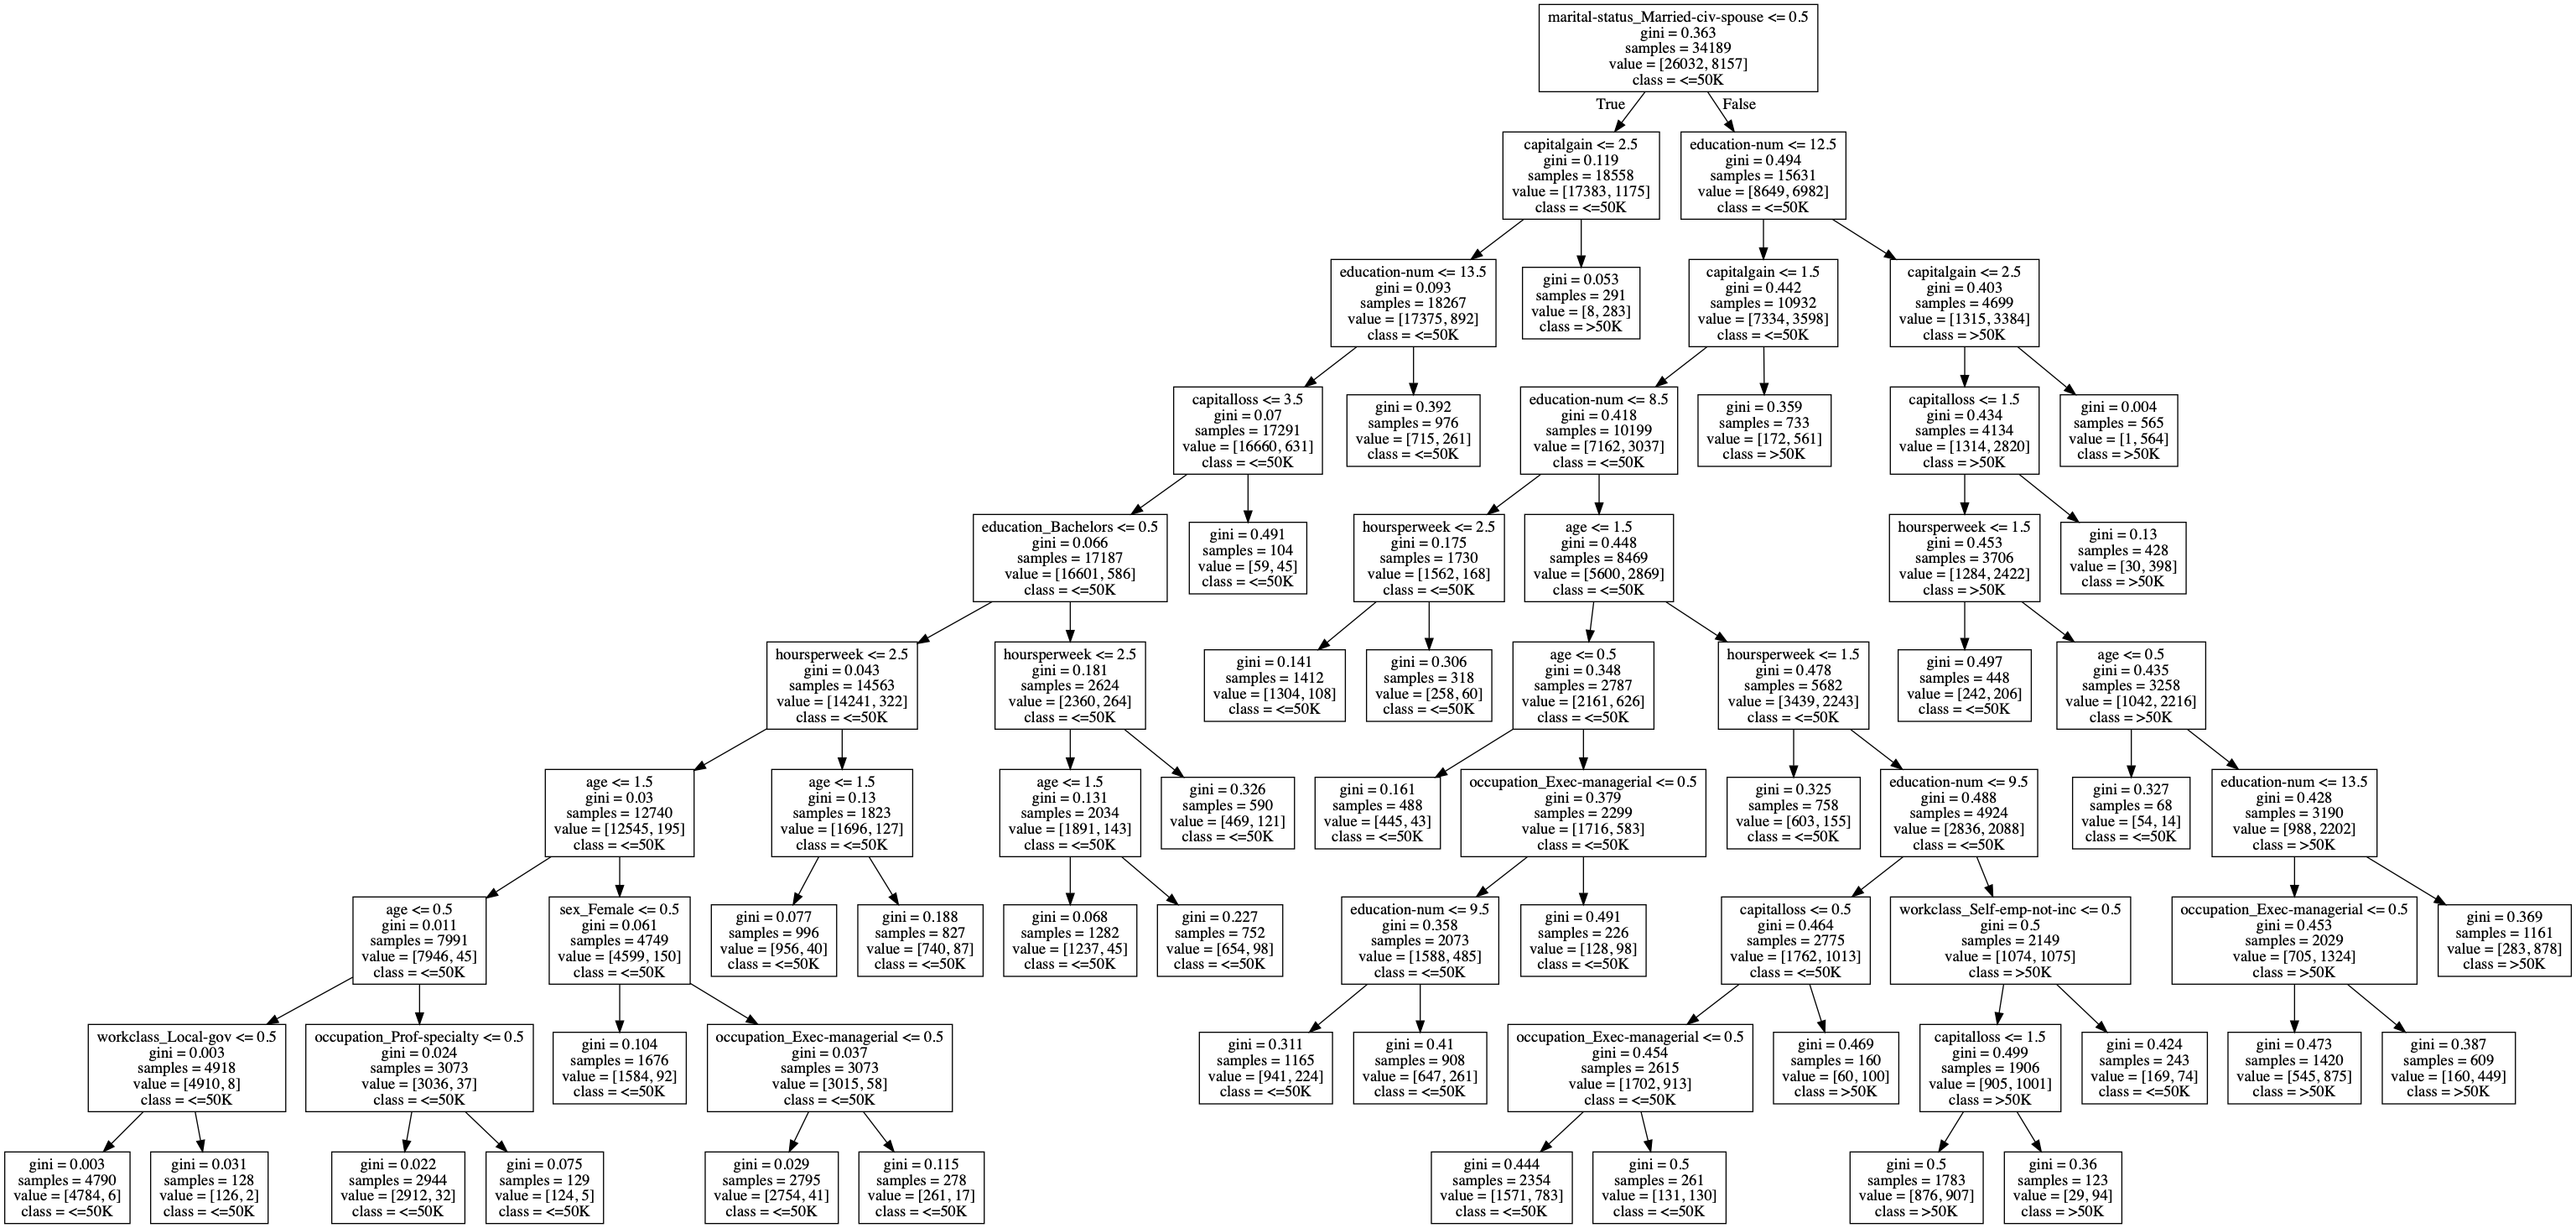 marital-status_Married-civ-spouse <= 0.5
gini = 0.363
samples = 34189
value = [26032, 8157]
class = <=50K
True
False
capitalgain <= 2.5
gini = 0.119
samples = 18558
value = [17383, 1175]
class = <=50K
education-num <= 12.5
gini = 0.494
samples = 15631
value = [8649, 6982]
class = <=50K
education-num <= 13.5
gini = 0.093
samples = 18267
value = [17375, 892]
class = <=50K
gini = 0.053
samples = 291
value = [8, 283]
class = >50K
capitalgain <= 1.5
gini = 0.442
samples = 10932
value = [7334, 3598]
class = <=50K
capitalgain <= 2.5
gini = 0.403
samples = 4699
value = [1315, 3384]
class = >50K
capitalloss <= 3.5
gini = 0.07
samples = 17291
value = [16660, 631]
class = <=50K
gini = 0.392
samples = 976
value = [715, 261]
class = <=50K
education-num <= 8.5
gini = 0.418
samples = 10199
value = [7162, 3037]
class = <=50K
gini = 0.359
samples = 733
value = [172, 561]
class = >50K
capitalloss <= 1.5
gini = 0.434
samples = 4134
value = [1314, 2820]
class = >50K
gini = 0.004
samples = 565
value = [1, 564]
class = >50K
education_Bachelors <= 0.5
gini = 0.066
samples = 17187
value = [16601, 586]
class = <=50K
gini = 0.491
samples = 104
value = [59, 45]
class = <=50K
hoursperweek <= 2.5
gini = 0.175
samples = 1730
value = [1562, 168]
class = <=50K
age <= 1.5
gini = 0.448
samples = 8469
value = [5600, 2869]
class = <=50K
hoursperweek <= 1.5
gini = 0.453
samples = 3706
value = [1284, 2422]
class = >50K
gini = 0.13
samples = 428
value = [30, 398]
class = >50K
hoursperweek <= 2.5
gini = 0.043
samples = 14563
value = [14241, 322]
class = <=50K
hoursperweek <= 2.5
gini = 0.181
samples = 2624
value = [2360, 264]
class = <=50K
gini = 0.141
samples = 1412
value = [1304, 108]
class = <=50K
gini = 0.306
samples = 318
value = [258, 60]
class = <=50K
age <= 0.5
gini = 0.348
samples = 2787
value = [2161, 626]
class = <=50K
hoursperweek <= 1.5
gini = 0.478
samples = 5682
value = [3439, 2243]
class = <=50K
gini = 0.497
samples = 448
value = [242, 206]
class = <=50K
age <= 0.5
gini = 0.435
samples = 3258
value = [1042, 2216]
class = >50K
age <= 1.5
gini = 0.03
samples = 12740
value = [12545, 195]
class = <=50K
age <= 1.5
gini = 0.13
samples = 1823
value = [1696, 127]
class = <=50K
age <= 1.5
gini = 0.131
samples = 2034
value = [1891, 143]
class = <=50K
gini = 0.326
samples = 590
value = [469, 121]
class = <=50K
gini = 0.161
samples = 488
value = [445, 43]
class = <=50K
occupation_Exec-managerial <= 0.5
gini = 0.379
samples = 2299
value = [1716, 583]
class = <=50K
gini = 0.325
samples = 758
value = [603, 155]
class = <=50K
education-num <= 9.5
gini = 0.488
samples = 4924
value = [2836, 2088]
class = <=50K
gini = 0.327
samples = 68
value = [54, 14]
class = <=50K
education-num <= 13.5
gini = 0.428
samples = 3190
value = [988, 2202]
class = >50K
age <= 0.5
gini = 0.011
samples = 7991
value = [7946, 45]
class = <=50K
sex_Female <= 0.5
gini = 0.061
samples = 4749
value = [4599, 150]
class = <=50K
gini = 0.077
samples = 996
value = [956, 40]
class = <=50K
gini = 0.188
samples = 827
value = [740, 87]
class = <=50K
gini = 0.068
samples = 1282
value = [1237, 45]
class = <=50K
gini = 0.227
samples = 752
value = [654, 98]
class = <=50K
education-num <= 9.5
gini = 0.358
samples = 2073
value = [1588, 485]
class = <=50K
gini = 0.491
samples = 226
value = [128, 98]
class = <=50K
capitalloss <= 0.5
gini = 0.464
samples = 2775
value = [1762, 1013]
class = <=50K
workclass_Self-emp-not-inc <= 0.5
gini = 0.5
samples = 2149
value = [1074, 1075]
class = >50K
occupation_Exec-managerial <= 0.5
gini = 0.453
samples = 2029
value = [705, 1324]
class = >50K
gini = 0.369
samples = 1161
value = [283, 878]
class = >50K
workclass_Local-gov <= 0.5
gini = 0.003
samples = 4918
value = [4910, 8]
class = <=50K
occupation_Prof-specialty <= 0.5
gini = 0.024
samples = 3073
value = [3036, 37]
class = <=50K
gini = 0.104
samples = 1676
value = [1584, 92]
class = <=50K
occupation_Exec-managerial <= 0.5
gini = 0.037
samples = 3073
value = [3015, 58]
class = <=50K
gini = 0.311
samples = 1165
value = [941, 224]
class = <=50K
gini = 0.41
samples = 908
value = [647, 261]
class = <=50K
occupation_Exec-managerial <= 0.5
gini = 0.454
samples = 2615
value = [1702, 913]
class = <=50K
gini = 0.469
samples = 160
value = [60, 100]
class = >50K
capitalloss <= 1.5
gini = 0.499
samples = 1906
value = [905, 1001]
class = >50K
gini = 0.424
samples = 243
value = [169, 74]
class = <=50K
gini = 0.473
samples = 1420
value = [545, 875]
class = >50K
gini = 0.387
samples = 609
value = [160, 449]
class = >50K
gini = 0.003
samples = 4790
value = [4784, 6]
class = <=50K
gini = 0.031
samples = 128
value = [126, 2]
class = <=50K
gini = 0.022
samples = 2944
value = [2912, 32]
class = <=50K
gini = 0.075
samples = 129
value = [124, 5]
class = <=50K
gini = 0.029
samples = 2795
value = [2754, 41]
class = <=50K
gini = 0.115
samples = 278
value = [261, 17]
class = <=50K
gini = 0.444
samples = 2354
value = [1571, 783]
class = <=50K
gini = 0.5
samples = 261
value = [131, 130]
class = <=50K
gini = 0.5
samples = 1783
value = [876, 907]
class = >50K
gini = 0.36
samples = 123
value = [29, 94]
class = >50K